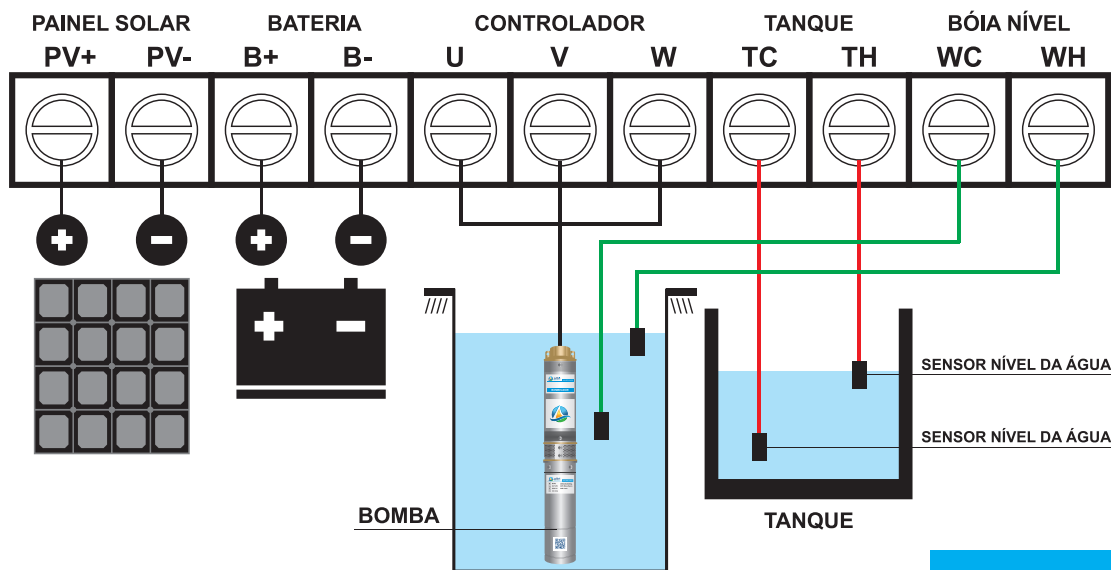 PAINEL SOLAR BATERIA CONTROLADOR TANQUE BÓIA NÍVEL
PV+ PV- B+ B- U V W TC TH WC WH
SENSOR NÍVEL DA ÁGUA
SENSOR NÍVEL DA ÁGUA
BOMBA
TANQUE